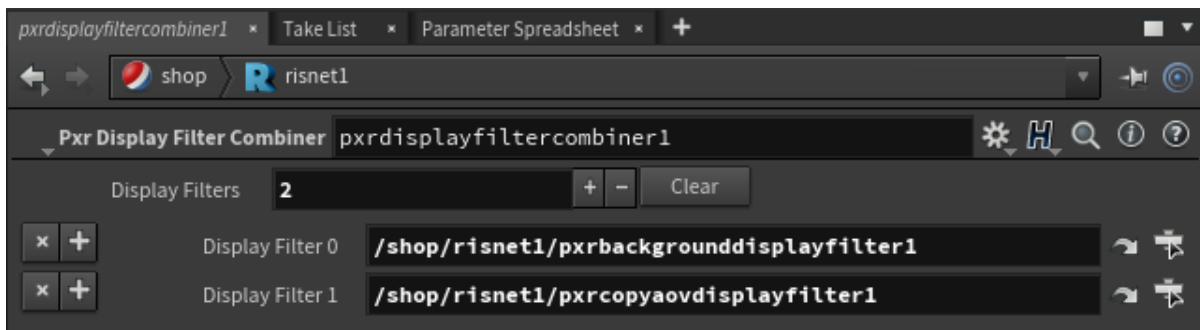 pxrdisplayfiltercombiner1 × Take List × Parameter Spreadsheet × +
shop risnet1
Pxr Display Filter Combiner pxrdisplayfiltercombiner1
Display Filters 2 + − Clear
× + Display Filter 0 /shop/risnet1/pxrbackgrounddisplayfilter1
× + Display Filter 1 /shop/risnet1/pxrcopyaovdisplayfilter1